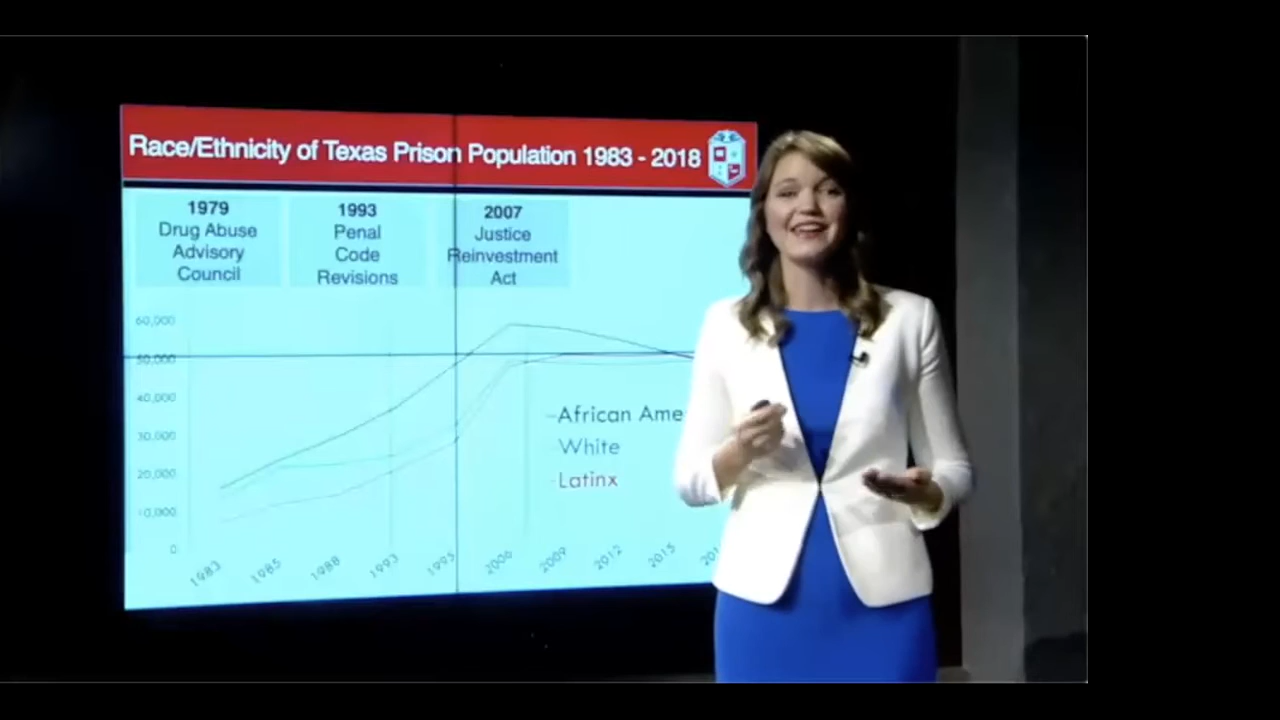 Race/Ethnicity of Texas Prison Population 1983 - 2018
1979
Drug Abuse
Advisory
Council
1993
Penal
Code
Revisions
2007
Justice
Reinvestment
Act
60,000
50,000
40,000
30,000
20,000
10,000
0
1983
1985
1988
1993
1995
2006
2009
2012
2015
African Ame
White
Latinx